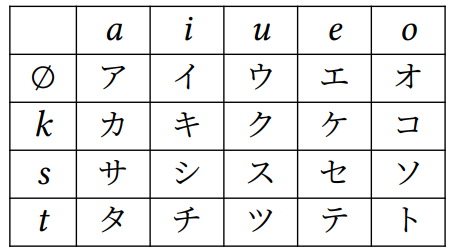 a i u e o
∅ ア イ ウ エ オ
k カ キ ク ケ コ
s サ シ ス セ ソ
t タ チ ツ テ ト